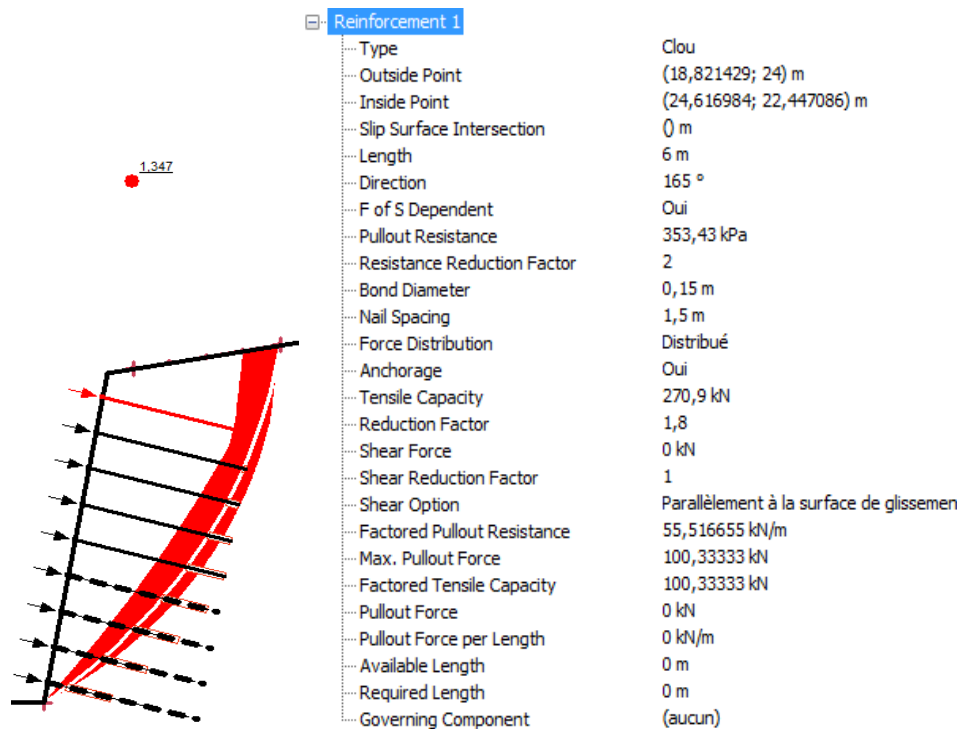 Reinforcement 1
Type Clou
Outside Point (18,821429; 24) m
Inside Point (24,616984; 22,447086) m
Slip Surface Intersection () m
Length 6 m
Direction 165 °
F of S Dependent Oui
Pullout Resistance 353,43 kPa
Resistance Reduction Factor 2
Bond Diameter 0,15 m
Nail Spacing 1,5 m
Force Distribution Distribué
Anchorage Oui
Tensile Capacity 270,9 kN
Reduction Factor 1,8
Shear Force 0 kN
Shear Reduction Factor 1
Shear Option Parallèlement à la surface de glissemen
Factored Pullout Resistance 55,516655 kN/m
Max. Pullout Force 100,33333 kN
Factored Tensile Capacity 100,33333 kN
Pullout Force 0 kN
Pullout Force per Length 0 kN/m
Available Length 0 m
Required Length 0 m
Governing Component (aucun)
1,347